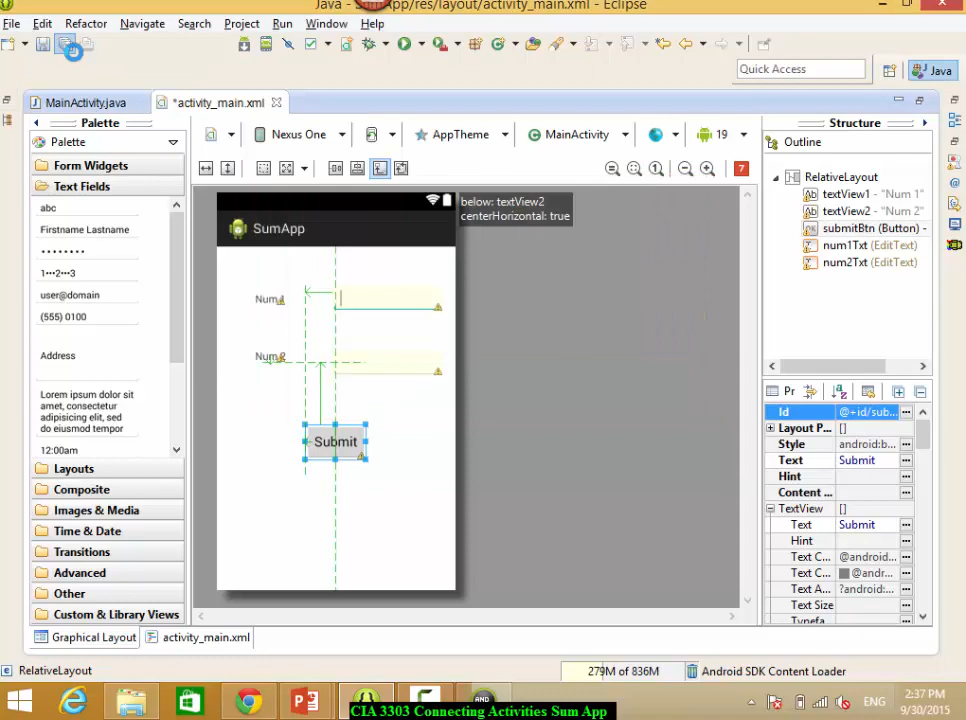 Java - SumApp/res/layout/activity_main.xml - Eclipse
File Edit Refactor Navigate Search Project Run Window Help
Quick Access
Java
MainActivity.java
*activity_main.xml
Palette
Palette
Form Widgets
Text Fields
abc
Firstname Lastname
1•••2•••3
user@domain
(555) 0100
Address
Lorem ipsum dolor sit
amet, consectetur
adipisicing elit, sed
do eiusmod tempor
12:00am
Layouts
Composite
Images & Media
Time & Date
Transitions
Advanced
Other
Custom & Library Views
Nexus One
AppTheme
MainActivity
19
7
below: textView2
centerHorizontal: true
SumApp
Num 1
Num 2
Submit
Structure
Outline
RelativeLayout
textView1 - "Num 1"
textView2 - "Num 2"
submitBtn (Button) -
num1Txt (EditText)
num2Txt (EditText)
Pr
Id @+id/sub...
Layout P... []
Style android:b...
Text Submit
Hint
Content ...
TextView []
Text Submit
Hint
Text C... @android...
Text C... @andr...
Text A... ?android:...
Text Size
Graphical Layout
activity_main.xml
RelativeLayout
279M of 836M
Android SDK Content Loader
ENG
2:37 PM
9/30/2015
CIA 3303 Connecting Activities Sum App